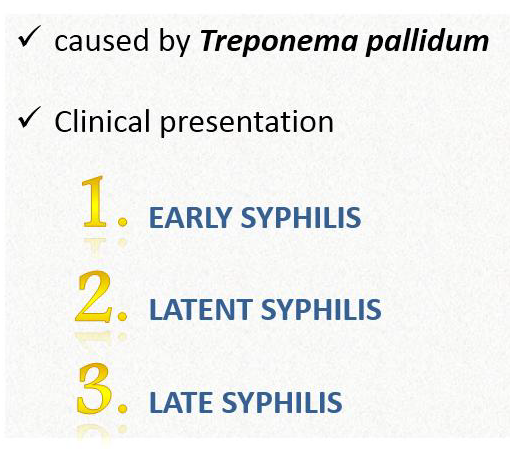 ✓ caused by Treponema pallidum
✓ Clinical presentation
1. EARLY SYPHILIS
2. LATENT SYPHILIS
3. LATE SYPHILIS